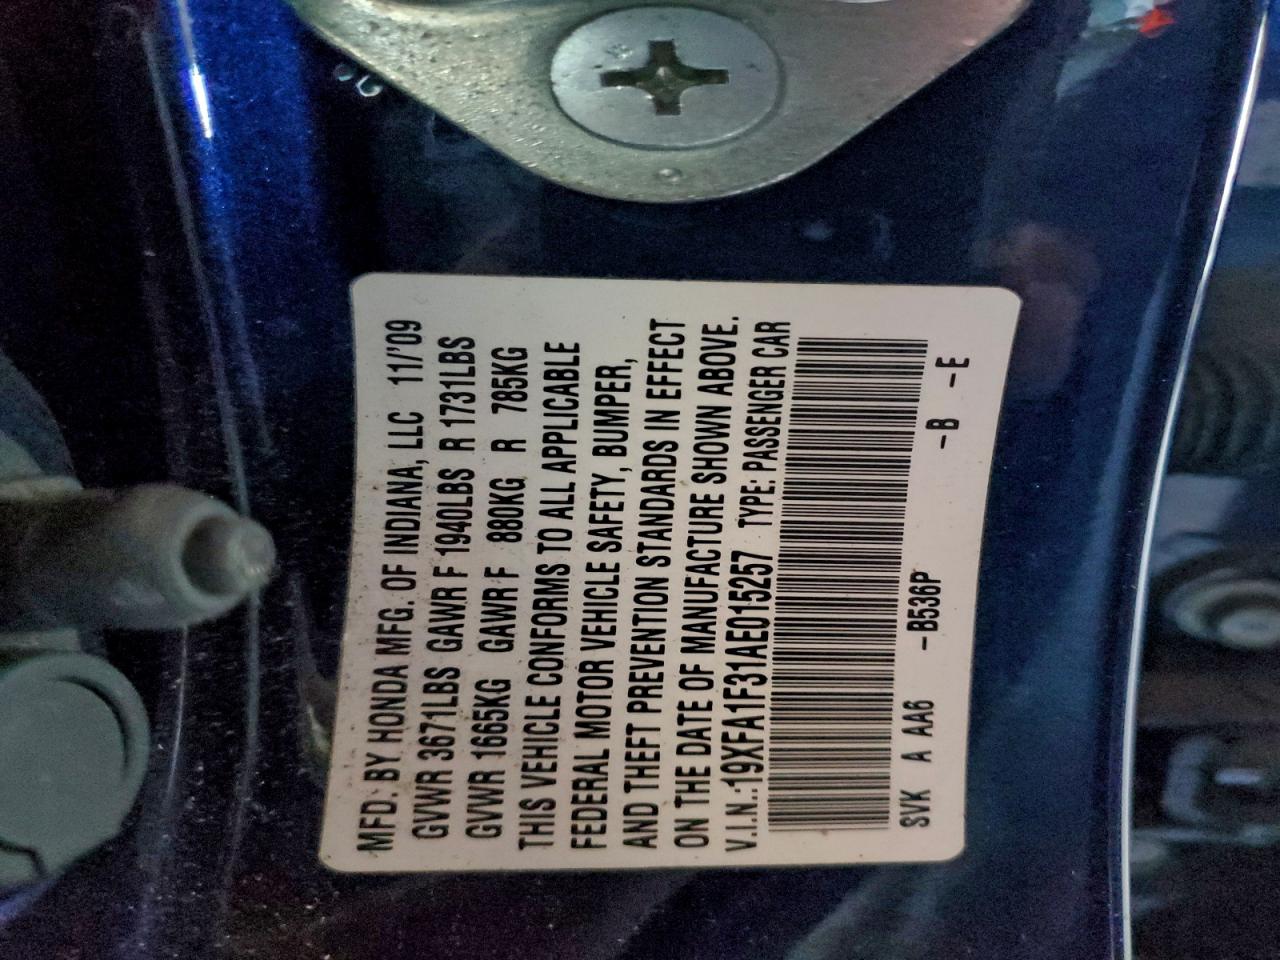 MFD. BY HONDA MFG. OF INDIANA, LLC 11/'09
GVWR 3671LBS GAWR F 1940LBS R 1731LBS
GVWR 1665KG GAWR F 880KG R 785KG
THIS VEHICLE CONFORMS TO ALL APPLICABLE
FEDERAL MOTOR VEHICLE SAFETY, BUMPER,
AND THEFT PREVENTION STANDARDS IN EFFECT
ON THE DATE OF MANUFACTURE SHOWN ABOVE.
V.I.N.:19XFA1F31AE015257 TYPE: PASSENGER CAR
SVK A AA6 -B536P -B -E